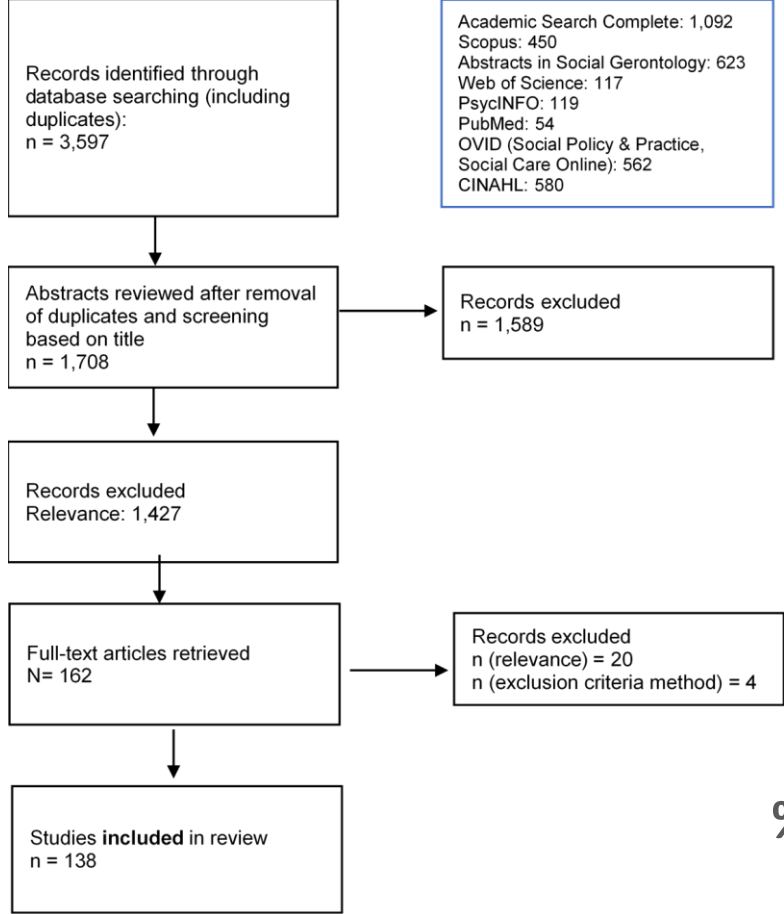 Records identified through
database searching (including
duplicates):
n = 3,597
Academic Search Complete: 1,092
Scopus: 450
Abstracts in Social Gerontology: 623
Web of Science: 117
PsycINFO: 119
PubMed: 54
OVID (Social Policy & Practice,
Social Care Online): 562
CINAHL: 580
Abstracts reviewed after removal
of duplicates and screening
based on title
n = 1,708
Records excluded
n = 1,589
Records excluded
Relevance: 1,427
Full-text articles retrieved
N= 162
Records excluded
n (relevance) = 20
n (exclusion criteria method) = 4
Studies included in review
n = 138